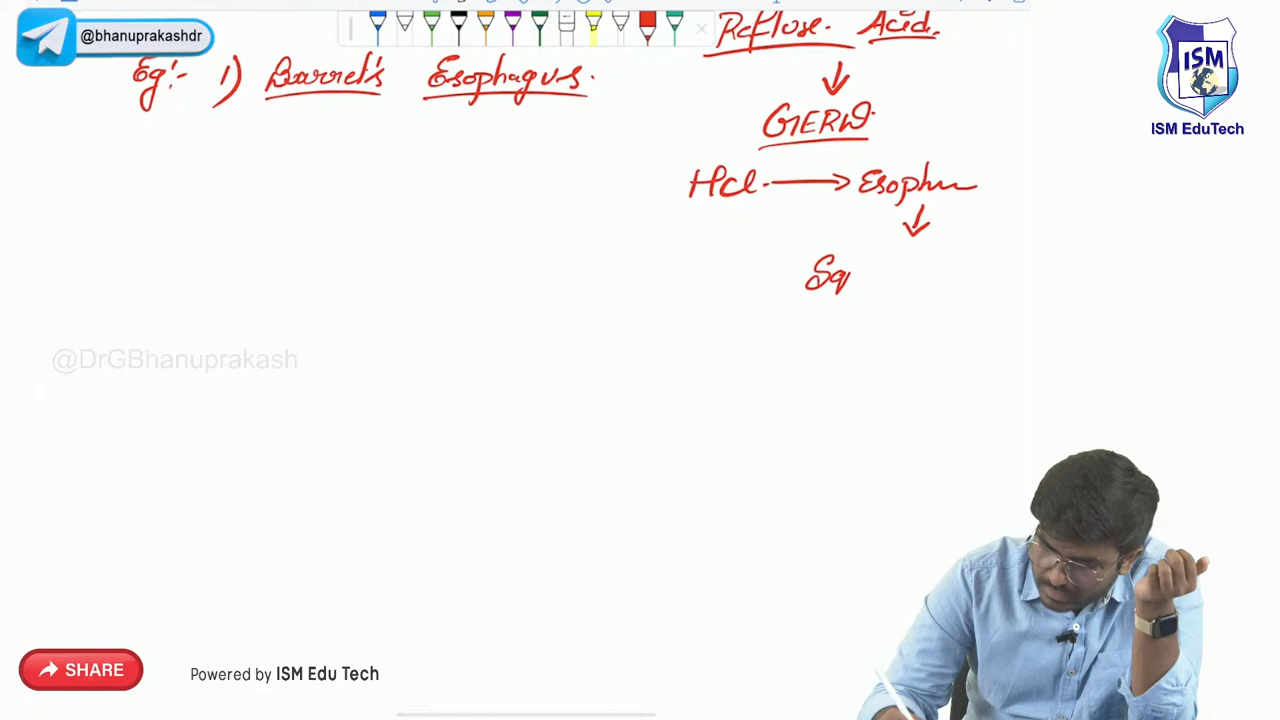 @bhanuprakashdr
Reflux. Acid.
Eg:- 1) Barret's Esophagus.
GERD.
HCl. → Esophu
Sq
@DrGBhanuprakash
ISM
ISM EduTech
SHARE
Powered by ISM Edu Tech